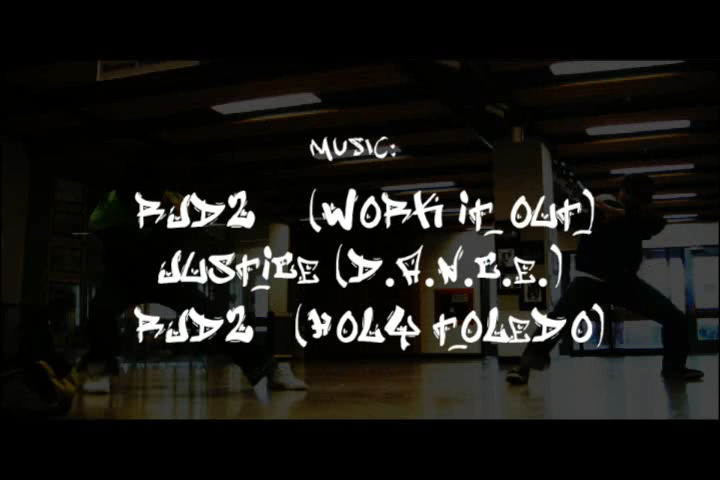 MUSIC:
RJD2 (WORK iT OUT)
JUSTiCE (D.A.N.C.E.)
RJD2 (HOLY TOLEDO)